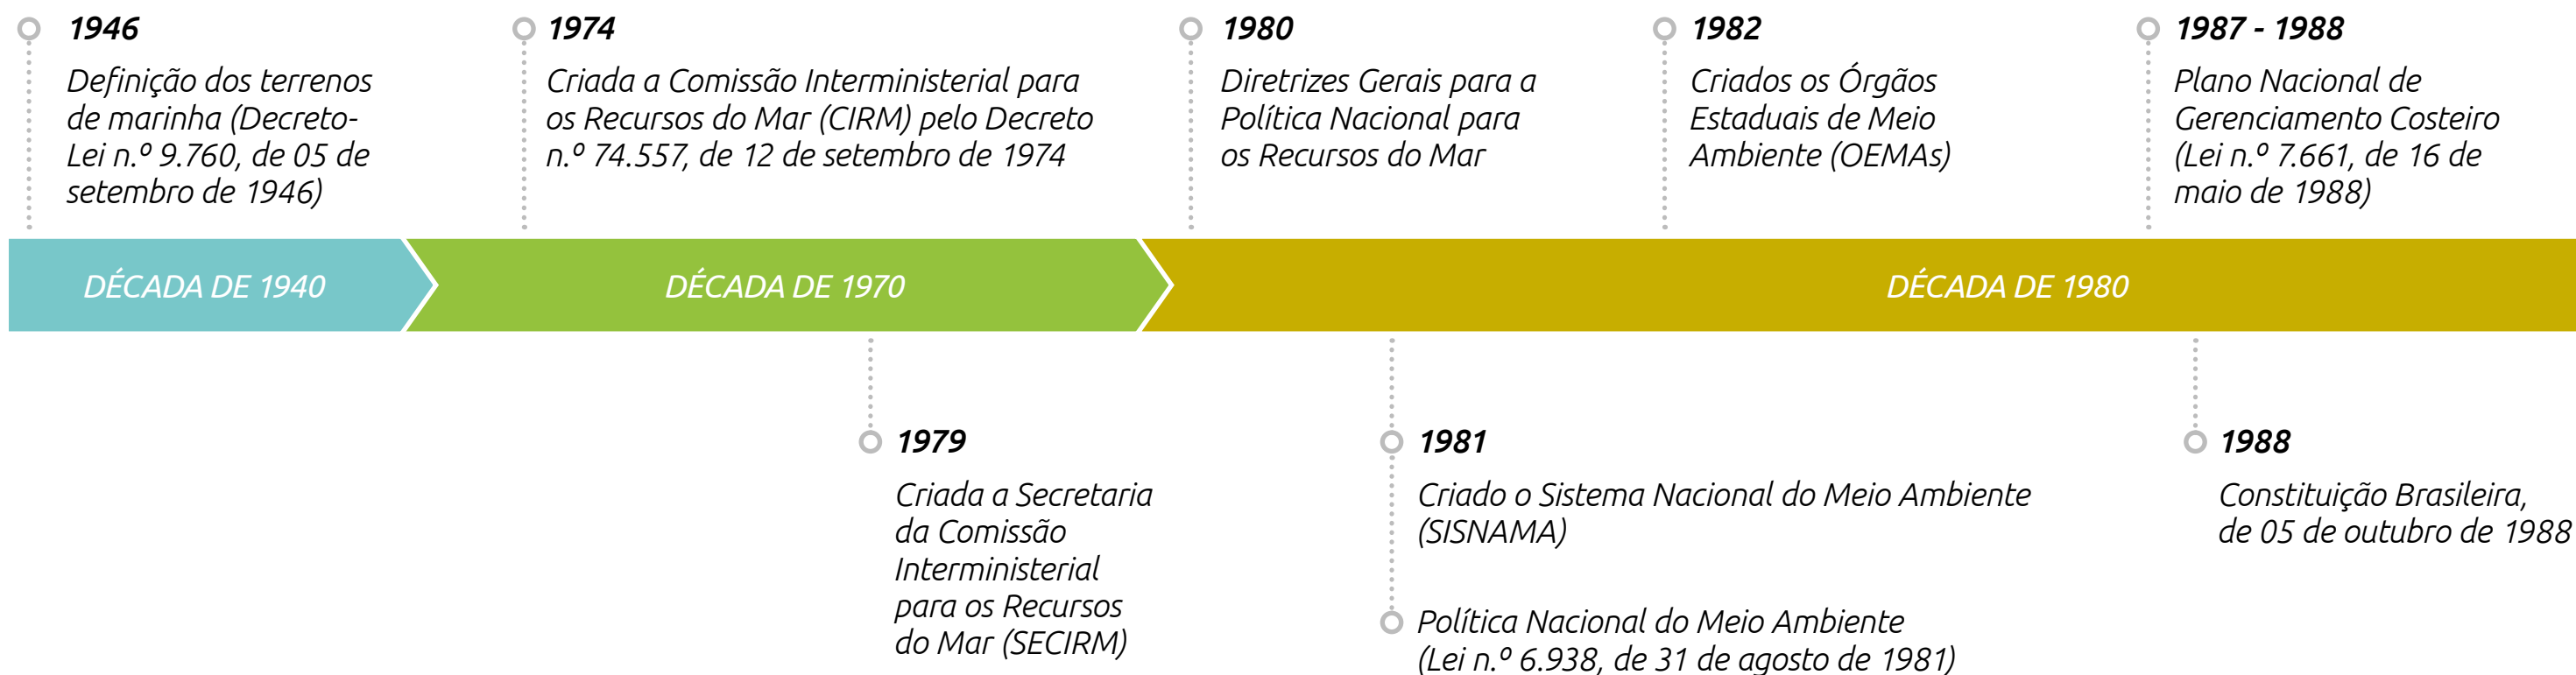 1946
Definição dos terrenos
de marinha (Decreto-
Lei n.º 9.760, de 05 de
setembro de 1946)
1974
Criada a Comissão Interministerial para
os Recursos do Mar (CIRM) pelo Decreto
n.º 74.557, de 12 de setembro de 1974
1980
Diretrizes Gerais para a
Política Nacional para
os Recursos do Mar
1982
Criados os Órgãos
Estaduais de Meio
Ambiente (OEMAs)
1987 - 1988
Plano Nacional de
Gerenciamento Costeiro
(Lei n.º 7.661, de 16 de
maio de 1988)
DÉCADA DE 1940
DÉCADA DE 1970
DÉCADA DE 1980
1979
Criada a Secretaria
da Comissão
Interministerial
para os Recursos
do Mar (SECIRM)
1981
Criado o Sistema Nacional do Meio Ambiente
(SISNAMA)
Política Nacional do Meio Ambiente
(Lei n.º 6.938, de 31 de agosto de 1981)
1988
Constituição Brasileira,
de 05 de outubro de 1988